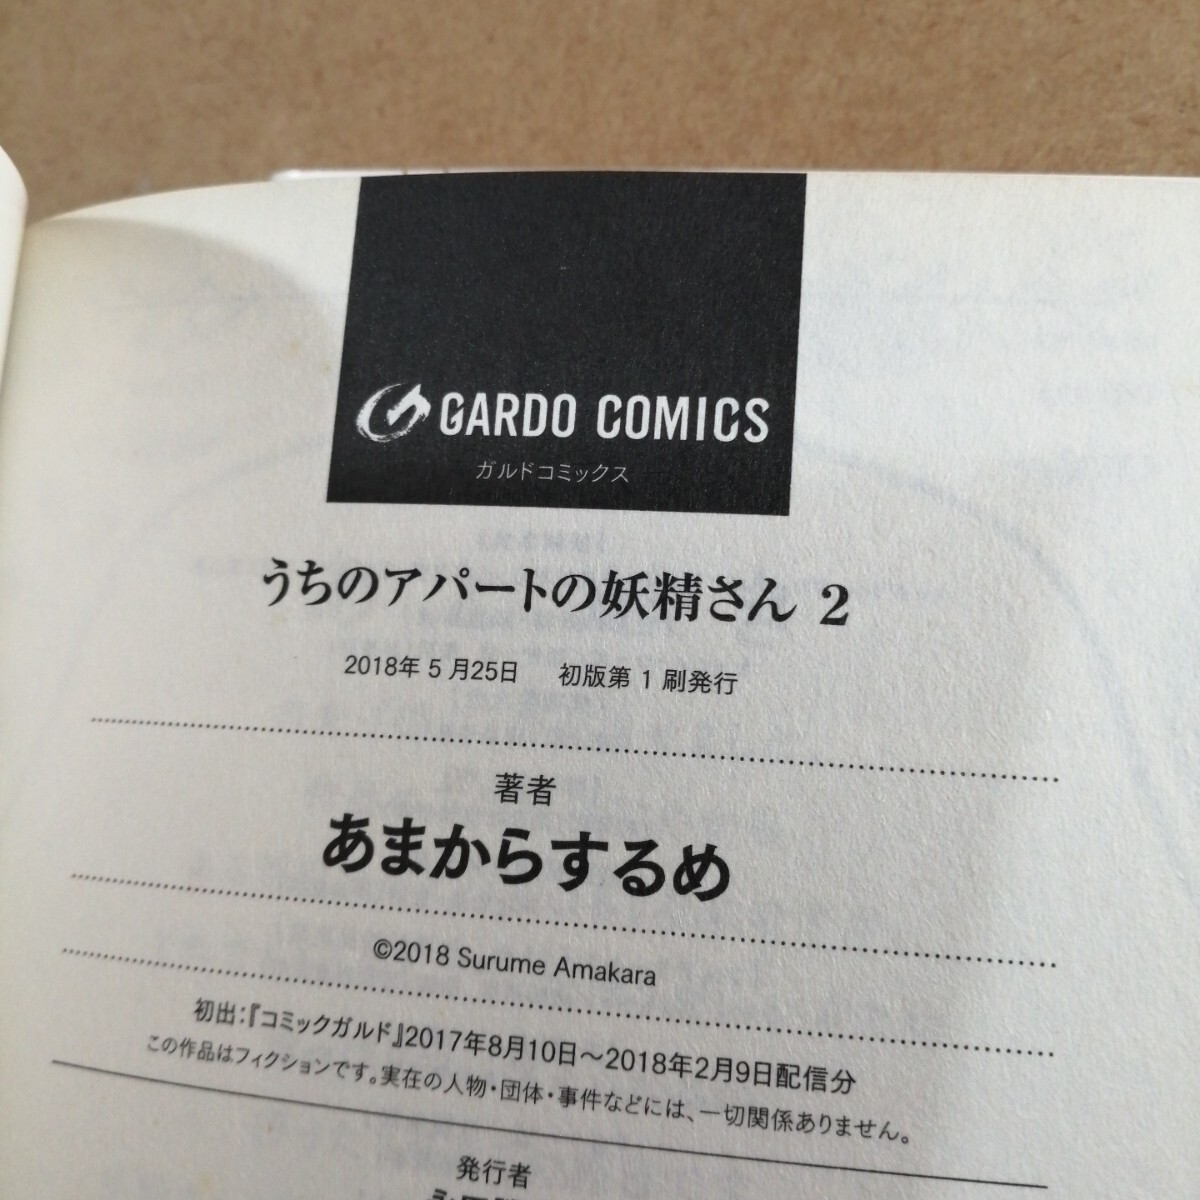 GARDO COMICS
ガルドコミックス
うちのアパートの妖精さん 2
2018年5月25日 初版第1刷発行
著者
あまからするめ
©2018 Surume Amakara
初出:『コミックガルド』2017年8月10日～2018年2月9日配信分
この作品はフィクションです。実在の人物・団体・事件などには、一切関係ありません。
発行者